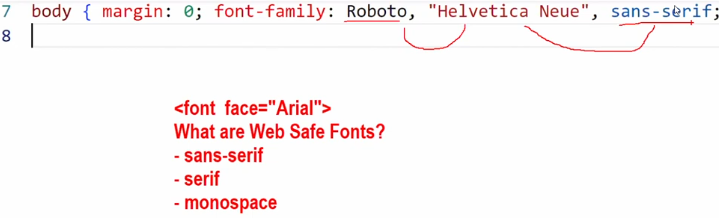 7 body { margin: 0; font-family: Roboto, "Helvetica Neue", sans-serif;
8
<font face="Arial">
What are Web Safe Fonts?
- sans-serif
- serif
- monospace